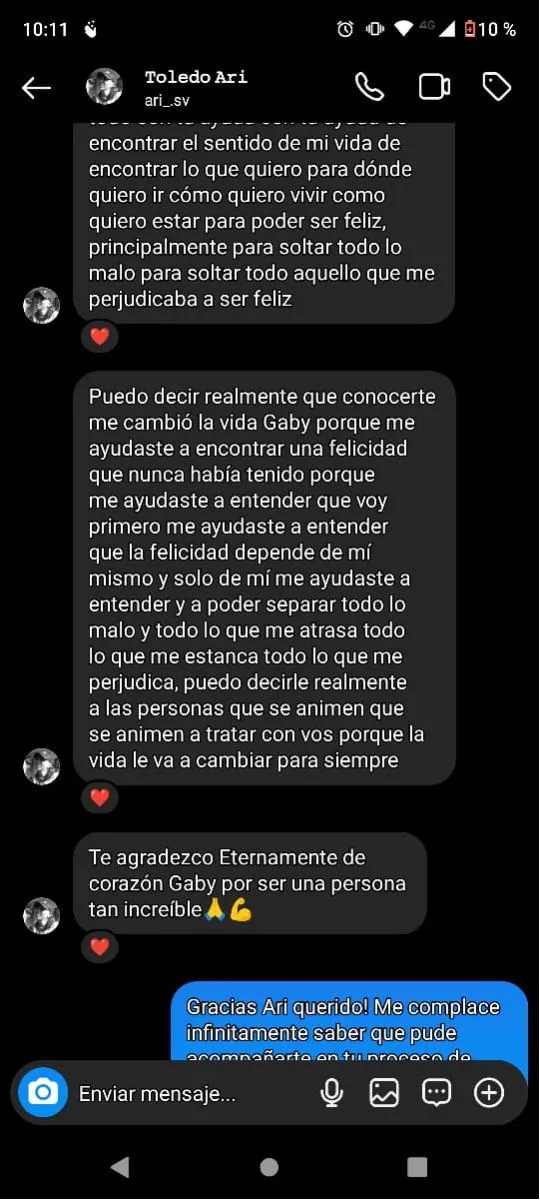 10:11
4G
10 %
Toledo Ari
ari_.sv
encontrar el sentido de mi vida de
encontrar lo que quiero para dónde
quiero ir cómo quiero vivir como
quiero estar para poder ser feliz,
principalmente para soltar todo lo
malo para soltar todo aquello que me
perjudicaba a ser feliz
Puedo decir realmente que conocerte
me cambió la vida Gaby porque me
ayudaste a encontrar una felicidad
que nunca había tenido porque
me ayudaste a entender que voy
primero me ayudaste a entender
que la felicidad depende de mí
mismo y solo de mí me ayudaste a
entender y a poder separar todo lo
malo y todo lo que me atrasa todo
lo que me estanca todo lo que me
perjudica, puedo decirle realmente
a las personas que se animen que
se animen a tratar con vos porque la
vida le va a cambiar para siempre
Te agradezco Eternamente de
corazón Gaby por ser una persona
tan increíble🙏💪
Gracias Ari querido! Me complace
infinitamente saber que pude
acompañarte en tu proceso de
Enviar mensaje...